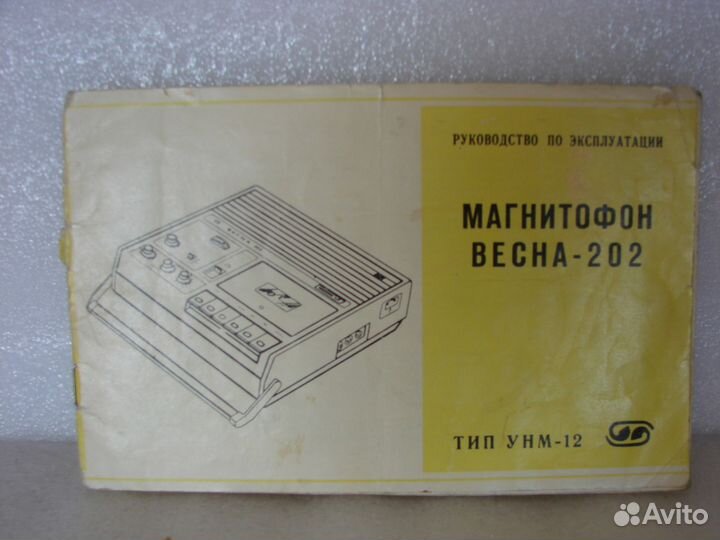 РУКОВОДСТВО ПО ЭКСПЛУАТАЦИИ
МАГНИТОФОН
ВЕСНА-202
ТИП УНМ-12
Avito